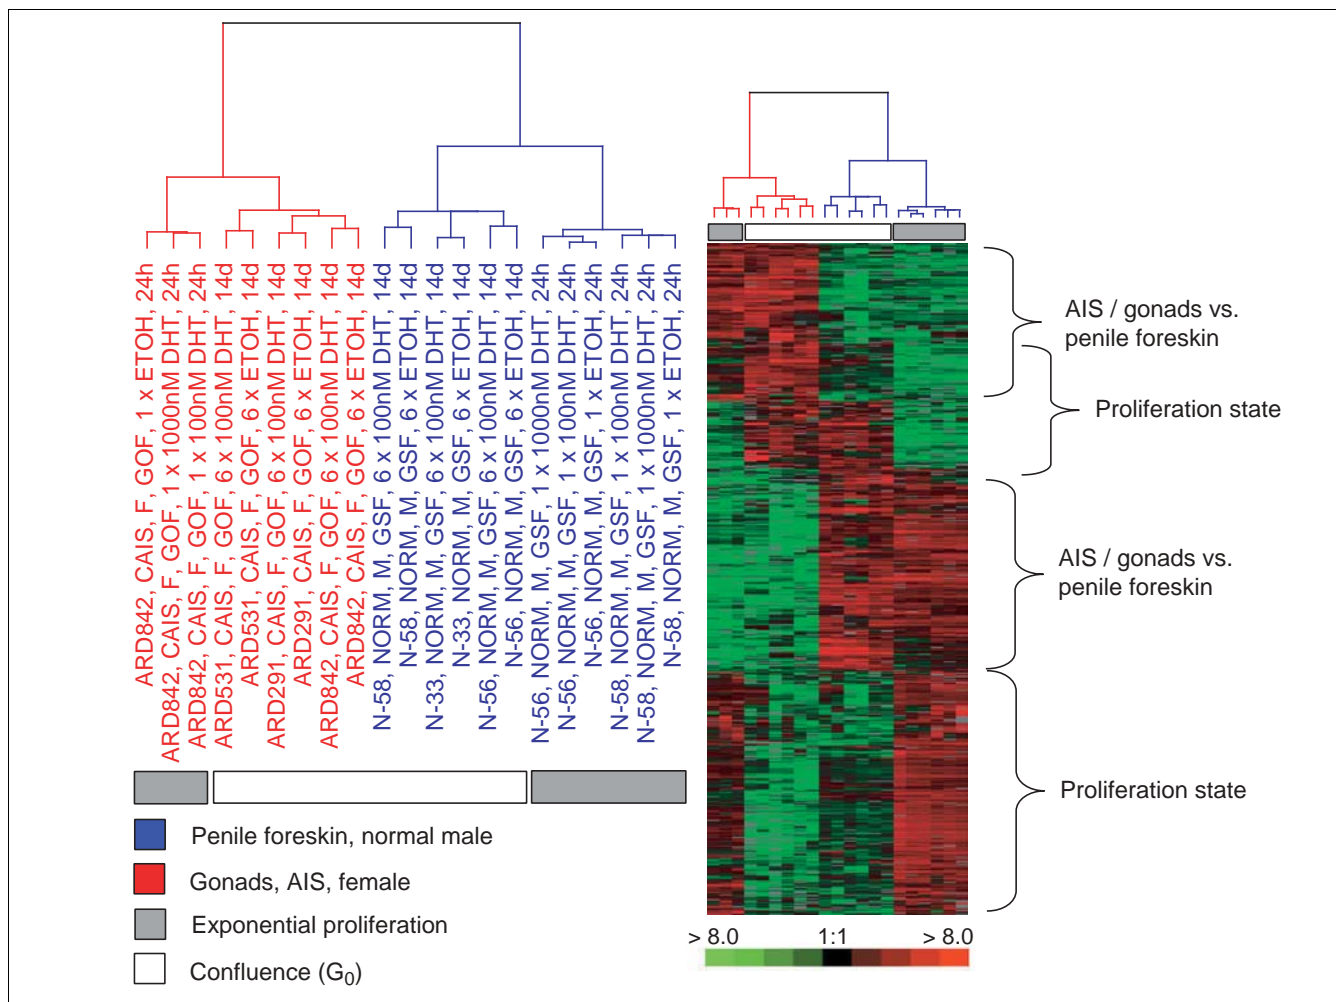 ARD842, CAIS, F, GOF, 1 x ETOH, 24h
ARD842, CAIS, F, GOF, 1 x 1000nM DHT, 24h
ARD842, CAIS, F, GOF, 1 x 100nM DHT, 24h
ARD531, CAIS, F, GOF, 6 x 100nM DHT, 14d
ARD531, CAIS, F, GOF, 6 x ETOH, 14d
ARD291, CAIS, F, GOF, 6 x 100nM DHT, 14d
ARD291, CAIS, F, GOF, 6 x ETOH, 14d
ARD842, CAIS, F, GOF, 6 x 100nM DHT, 14d
ARD842, CAIS, F, GOF, 6 x ETOH, 14d
N-58, NORM, M, GSF, 6 x 100nM DHT, 14d
N-58, NORM, M, GSF, 6 x ETOH, 14d
N-33, NORM, M, GSF, 6 x 100nM DHT, 14d
N-33, NORM, M, GSF, 6 x ETOH, 14d
N-56, NORM, M, GSF, 6 x 100nM DHT, 14d
N-56, NORM, M, GSF, 6 x ETOH, 14d
N-56, NORM, M, GSF, 1 x 1000nM DHT, 24h
N-56, NORM, M, GSF, 1 x 100nM DHT, 24h
N-56, NORM, M, GSF, 1 x ETOH, 24h
N-58, NORM, M, GSF, 1 x 100nM DHT, 24h
N-58, NORM, M, GSF, 1 x 1000nM DHT, 24h
N-58, NORM, M, GSF, 1 x ETOH, 24h
Penile foreskin, normal male
Gonads, AIS, female
Exponential proliferation
Confluence (G0)
AIS / gonads vs.
penile foreskin
Proliferation state
AIS / gonads vs.
penile foreskin
Proliferation state
> 8.0 1:1 > 8.0